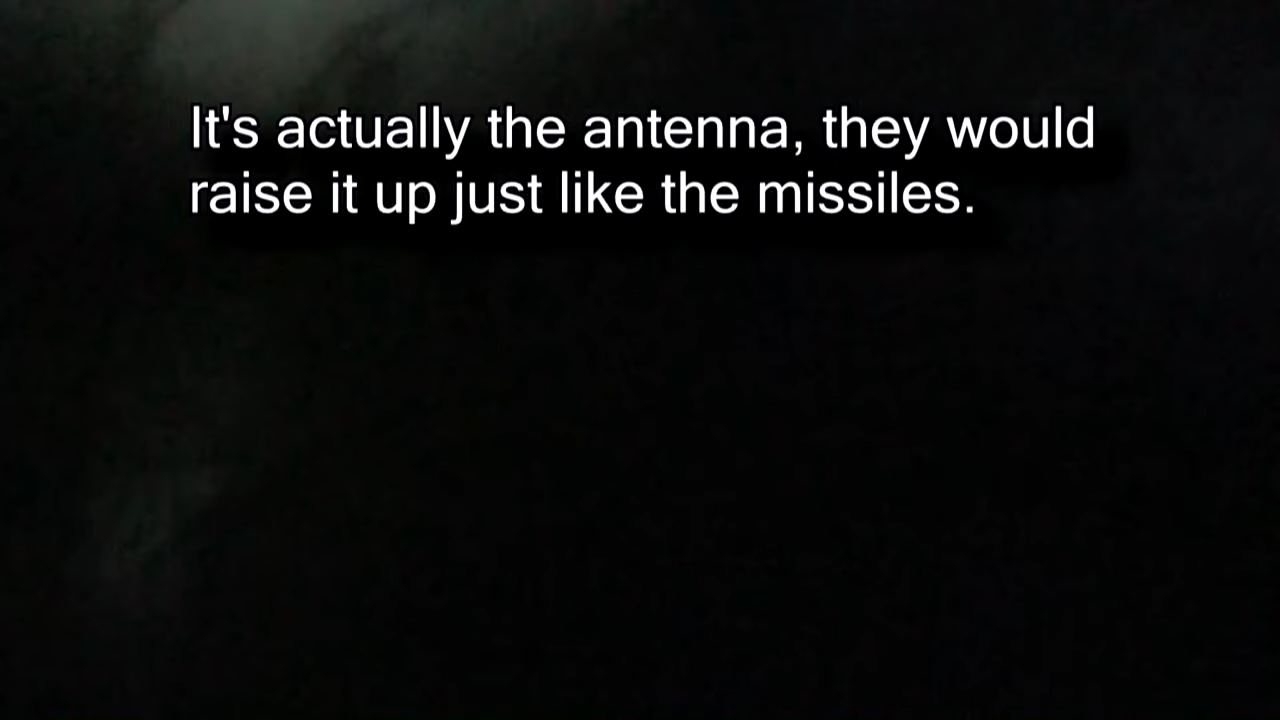 It's actually the antenna, they would
raise it up just like the missiles.